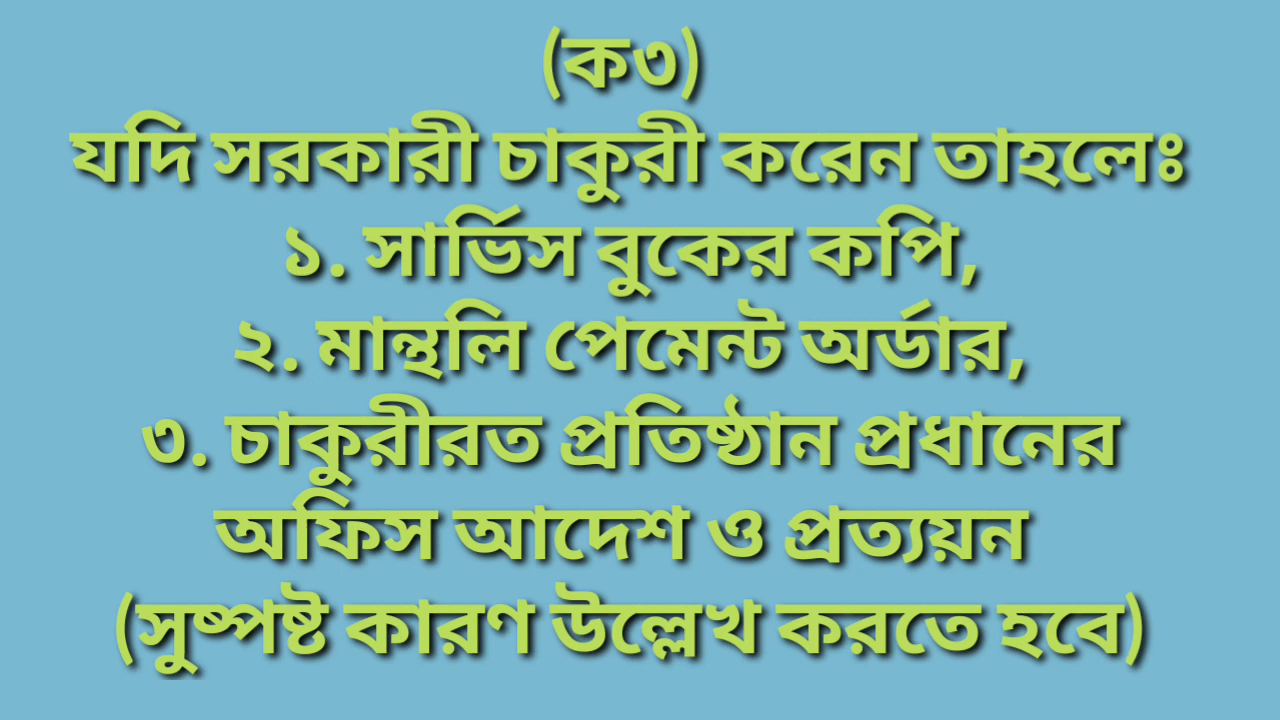 (ক৩)
যদি সরকারী চাকুরী করেন তাহলেঃ
১. সার্ভিস বুকের কপি,
২. মান্থলি পেমেন্ট অর্ডার,
৩. চাকুরীরত প্রতিষ্ঠান প্রধানের
অফিস আদেশ ও প্রত্যয়ন
(সুষ্পষ্ট কারণ উল্লেখ করতে হবে)